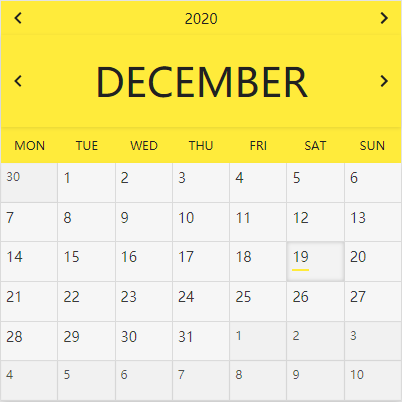 2020
DECEMBER
MON TUE WED THU FRI SAT SUN
30 1 2 3 4 5 6
7 8 9 10 11 12 13
14 15 16 17 18 19 20
21 22 23 24 25 26 27
28 29 30 31 1 2 3
4 5 6 7 8 9 10